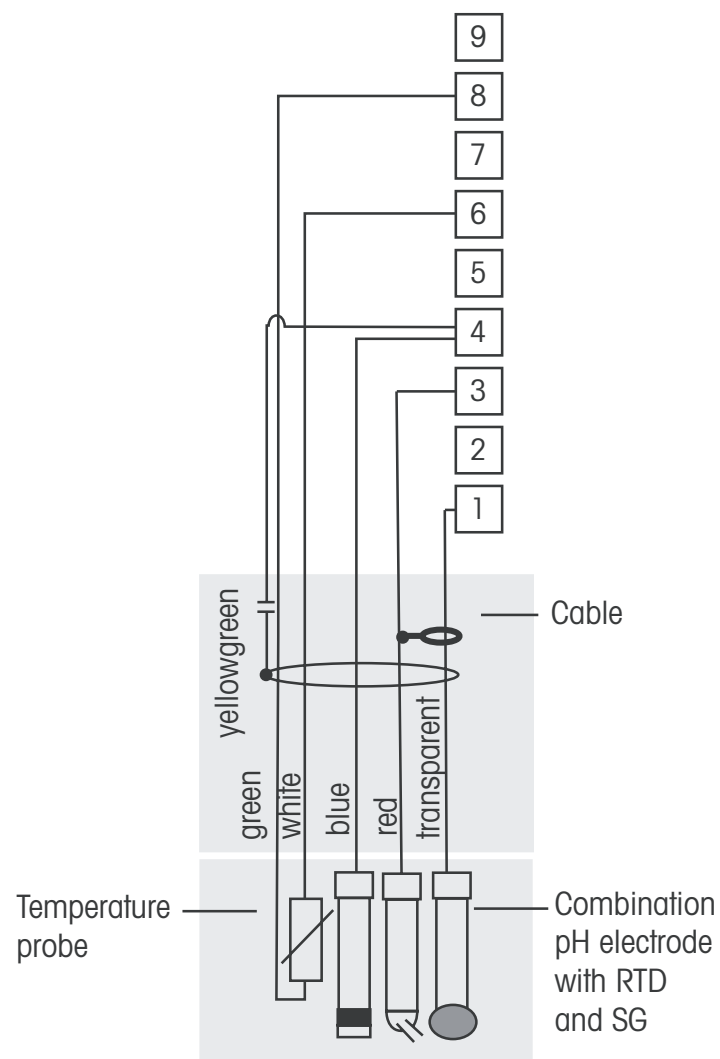 9
8
7
6
5
4
3
2
1
Cable
yellowgreen
green
white
blue
red
transparent
Temperature
probe
Combination
pH electrode
with RTD
and SG